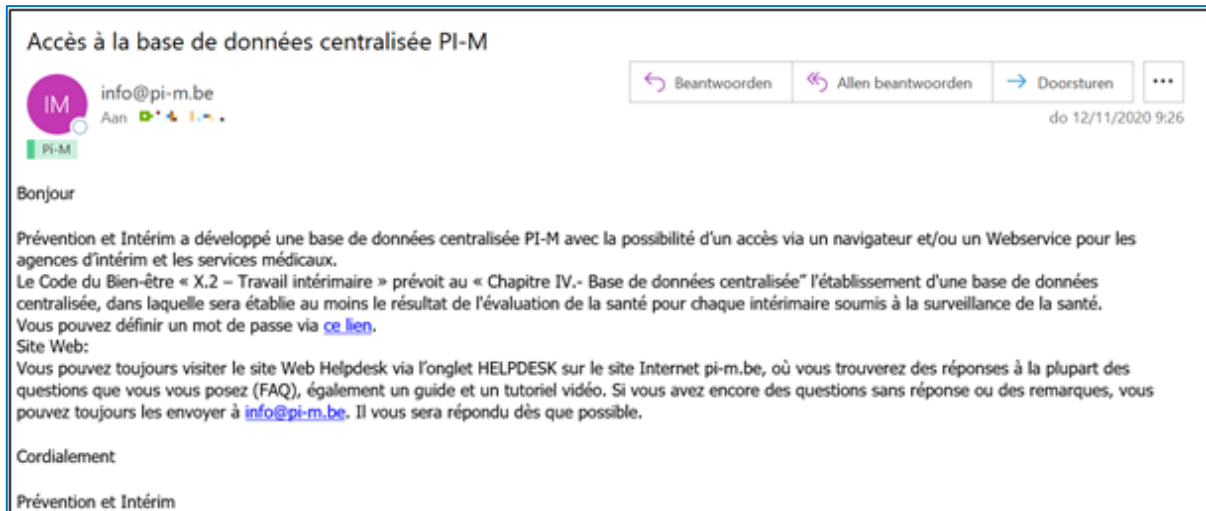 Accès à la base de données centralisée PI-M
IM
info@pi-m.be
Beantwoorden
Allen beantwoorden
Doorsturen
Aan
do 12/11/2020 9:26
Pi-M
Bonjour
Prévention et Intérim a développé une base de données centralisée PI-M avec la possibilité d'un accès via un navigateur et/ou un Webservice pour les
agences d'intérim et les services médicaux.
Le Code du Bien-être « X.2 – Travail intérimaire » prévoit au « Chapitre IV.- Base de données centralisée” l'établissement d'une base de données
centralisée, dans laquelle sera établie au moins le résultat de l'évaluation de la santé pour chaque intérimaire soumis à la surveillance de la santé.
Vous pouvez définir un mot de passe via ce lien.
Site Web:
Vous pouvez toujours visiter le site Web Helpdesk via l'onglet HELPDESK sur le site Internet pi-m.be, où vous trouverez des réponses à la plupart des
questions que vous vous posez (FAQ), également un guide et un tutoriel vidéo. Si vous avez encore des questions sans réponse ou des remarques, vous
pouvez toujours les envoyer à info@pi-m.be. Il vous sera répondu dès que possible.
Cordialement
Prévention et Intérim